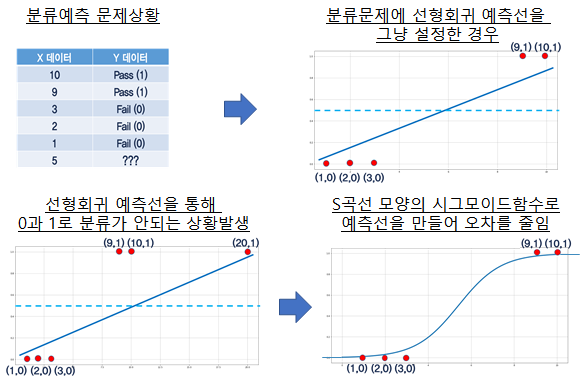 분류예측 문제상황
X 데이터 Y 데이터
10 Pass (1)
9 Pass (1)
3 Fail (0)
2 Fail (0)
1 Fail (0)
5 ???
분류문제에 선형회귀 예측선을
그냥 설정한 경우
(9,1) (10,1)
(1,0) (2,0) (3,0)
선형회귀 예측선을 통해
0과 1로 분류가 안되는 상황발생
(9,1) (10,1) (20,1)
(1,0) (2,0) (3,0)
S곡선 모양의 시그모이드함수로
예측선을 만들어 오차를 줄임
(9,1) (10,1)
(1,0) (2,0) (3,0)